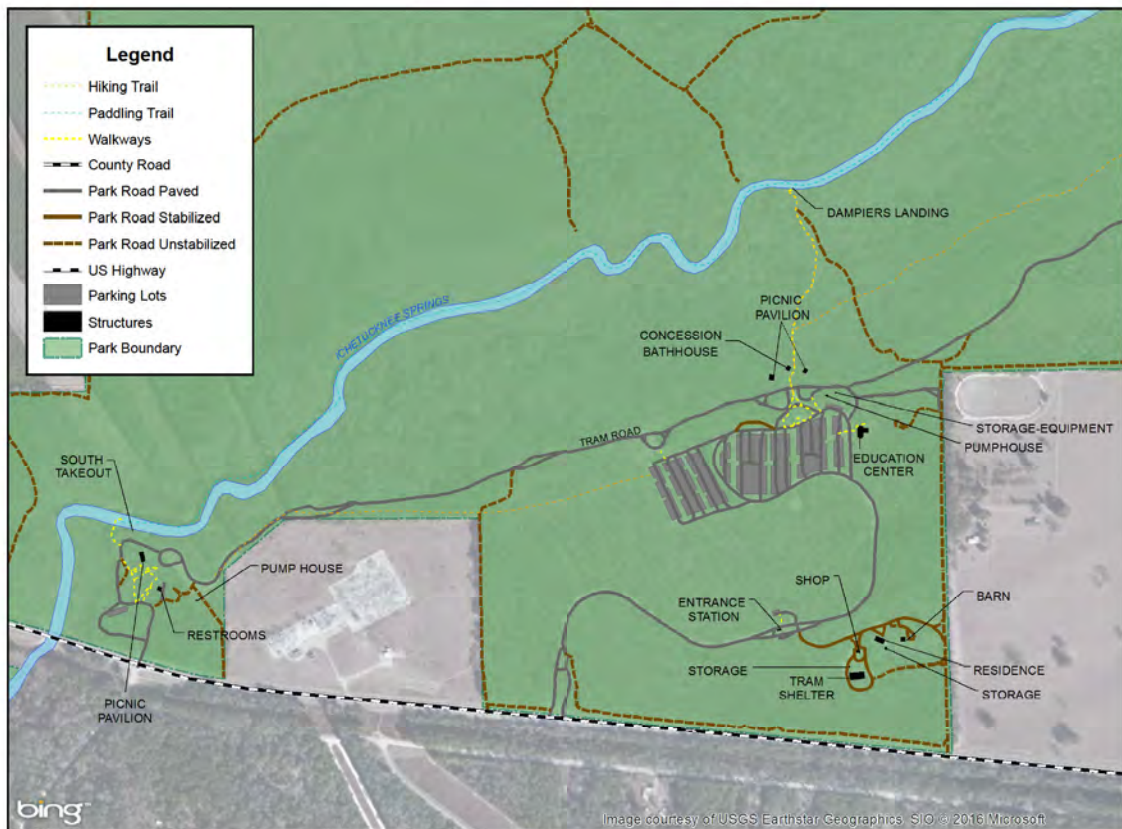 Legend
Hiking Trail
Paddling Trail
Walkways
County Road
Park Road Paved
Park Road Stabilized
Park Road Unstabilized
US Highway
Parking Lots
Structures
Park Boundary
DAMPIERS LANDING
ICHETUCKNEE SPRINGS
PICNIC
PAVILION
CONCESSION
BATHHOUSE
TRAM ROAD
STORAGE-EQUIPMENT
PUMPHOUSE
EDUCATION
CENTER
SOUTH
TAKEOUT
PUMP HOUSE
RESTROOMS
PICNIC
PAVILION
SHOP
ENTRANCE
STATION
BARN
STORAGE
RESIDENCE
TRAM
SHELTER
STORAGE
bing™
Image courtesy of USGS Earthstar Geographics, SIO © 2016 Microsoft